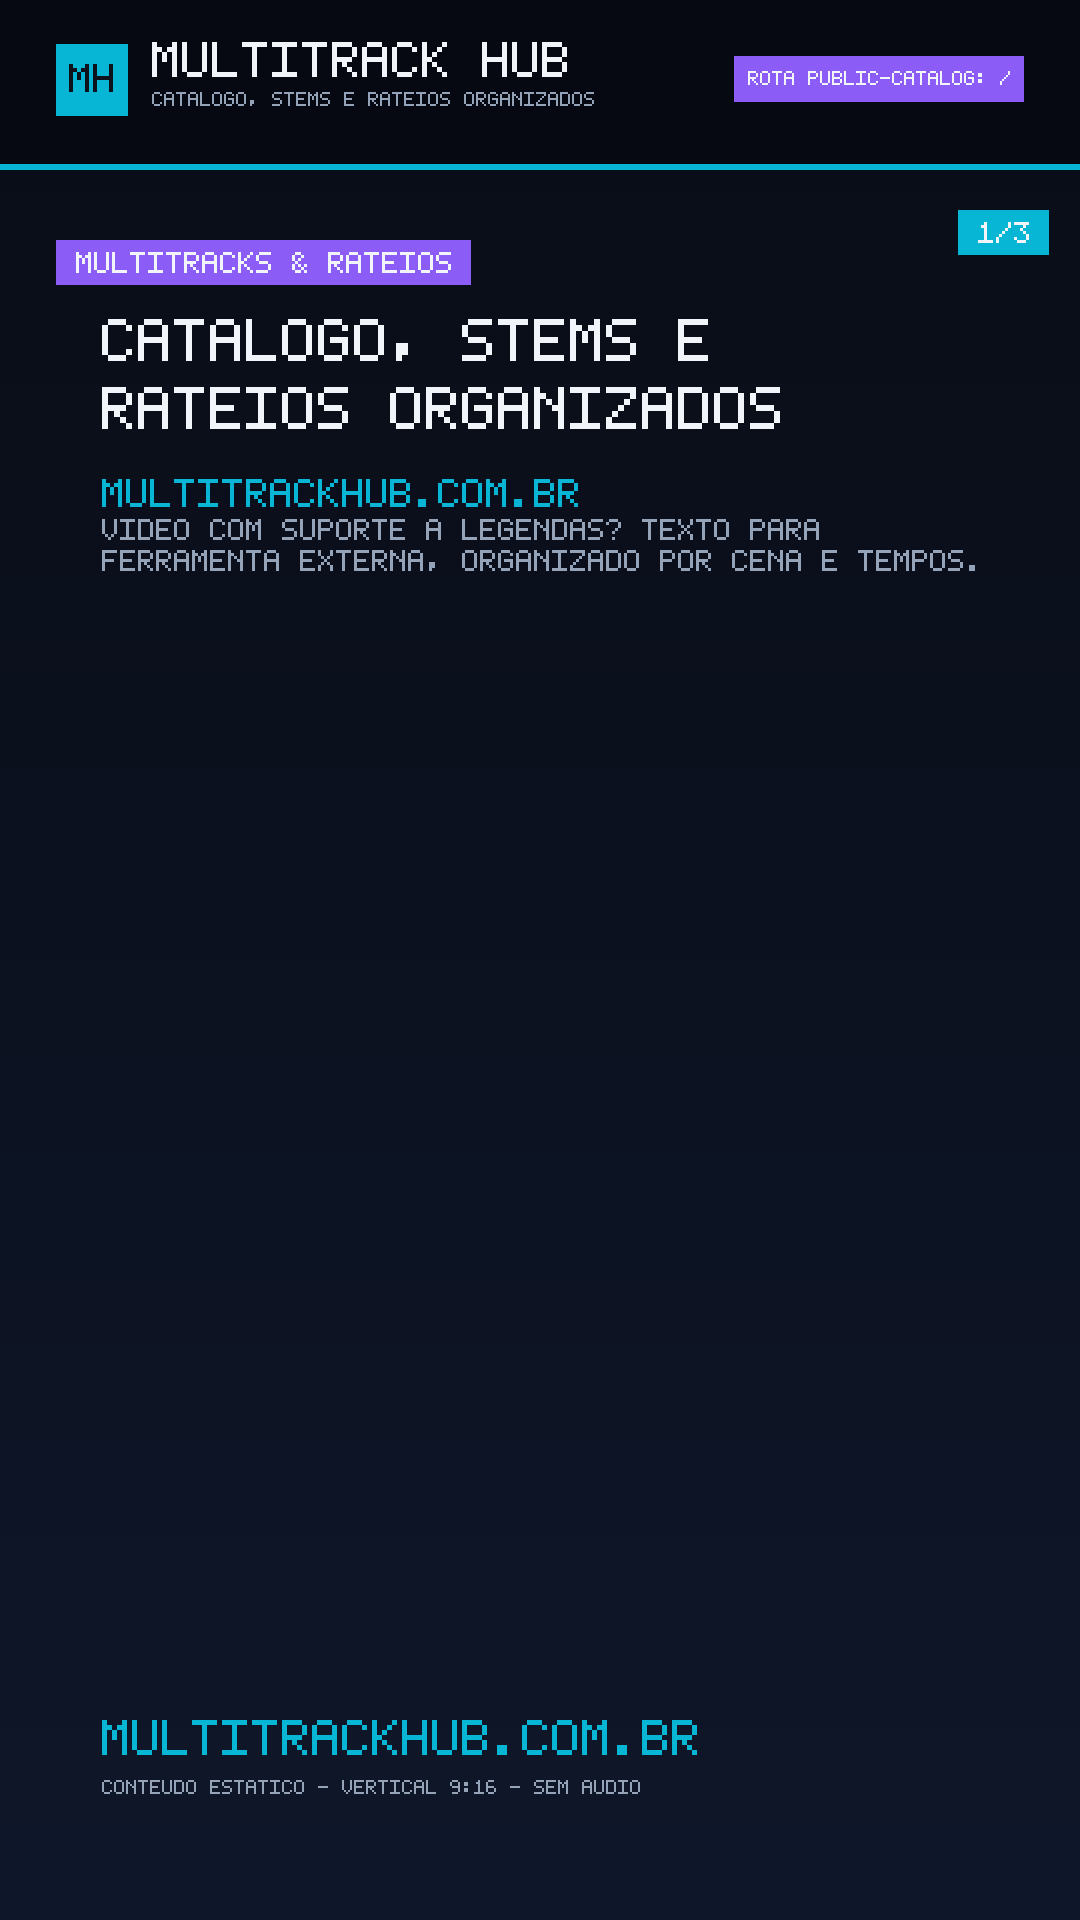 MH
MULTITRACK HUB
CATALOGO, STEMS E RATEIOS ORGANIZADOS
ROTA PUBLIC-CATALOG: /
1/3
MULTITRACKS & RATEIOS
CATALOGO, STEMS E
RATEIOS ORGANIZADOS
MULTITRACKHUB.COM.BR
VIDEO COM SUPORTE A LEGENDAS? TEXTO PARA
FERRAMENTA EXTERNA, ORGANIZADO POR CENA E TEMPOS.
MULTITRACKHUB.COM.BR
CONTEUDO ESTATICO - VERTICAL 9:16 - SEM AUDIO